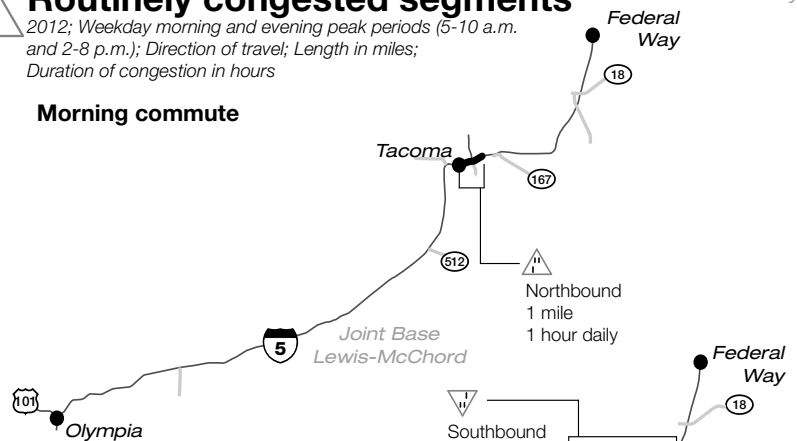 Routinely congested segments
2012; Weekday morning and evening peak periods (5-10 a.m.
and 2-8 p.m.); Direction of travel; Length in miles;
Duration of congestion in hours
Morning commute
Federal
Way
18
Tacoma
167
512
Northbound
1 mile
1 hour daily
Joint Base
Lewis-McChord
5
101
Olympia
Federal
Way
18
Southbound